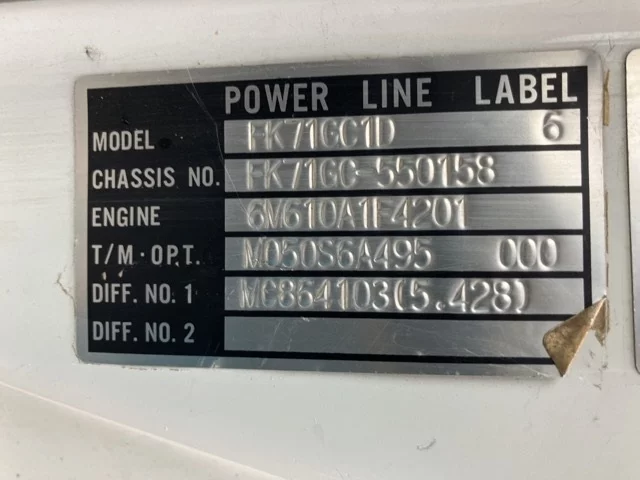 POWER LINE LABEL
MODEL FK71GC1D 6
CHASSIS NO. FK71GC-550158
ENGINE 6M610A1F4201
T/M·OPT. M050S6A495 000
DIFF. NO. 1 MC864103(5.428)
DIFF. NO. 2